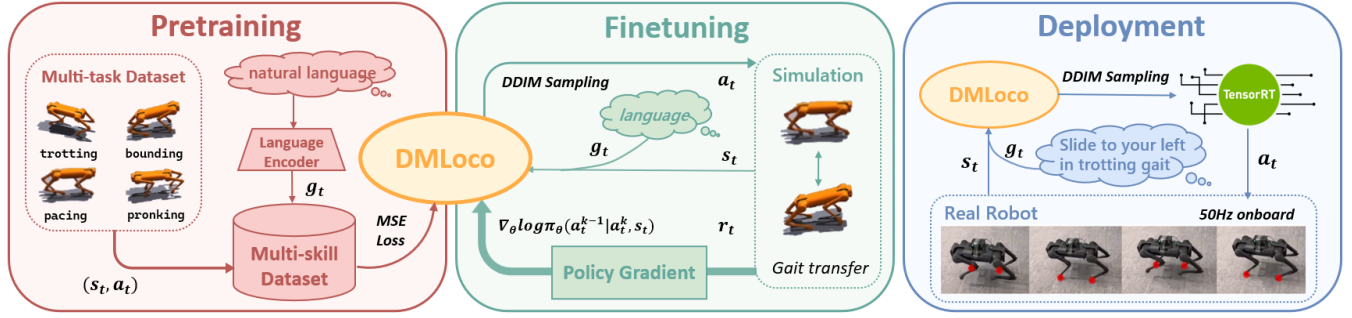 Pretraining
Multi-task Dataset
trotting
bounding
pacing
pronking
natural language
Language
Encoder
g_t
Multi-skill
Dataset
(s_t, a_t)
MSE
Loss
DMLoco
Finetuning
DDIM Sampling
a_t
language
g_t
s_t
∇_θ logπ_θ(a_t^{k-1}|a_t^k, s_t)
r_t
Policy Gradient
Simulation
Gait transfer
Deployment
DMLoco
DDIM Sampling
TensorRT
s_t
g_t
Slide to your left
in trotting gait
a_t
Real Robot
50Hz onboard